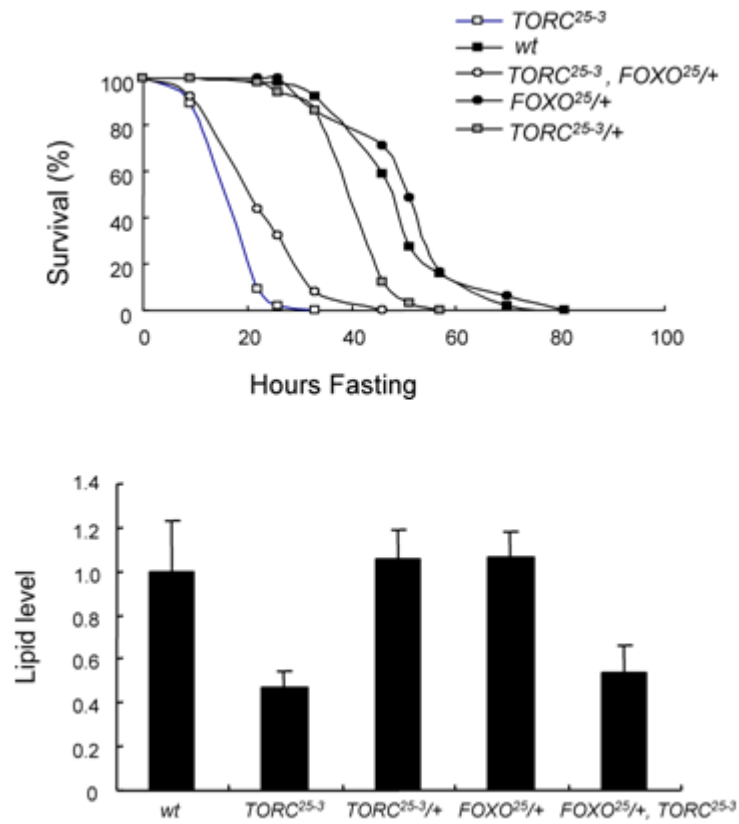 TORC25-3
wt
TORC25-3, FOXO25/+
FOXO25/+
TORC25-3/+
100
80
60
40
20
0
Survival (%)
0 20 40 60 80 100
Hours Fasting
1.4
1.2
1.0
0.8
0.6
0.4
0.2
0
Lipid level
wt TORC25-3 TORC25-3/+ FOXO25/+ FOXO25/+, TORC25-3